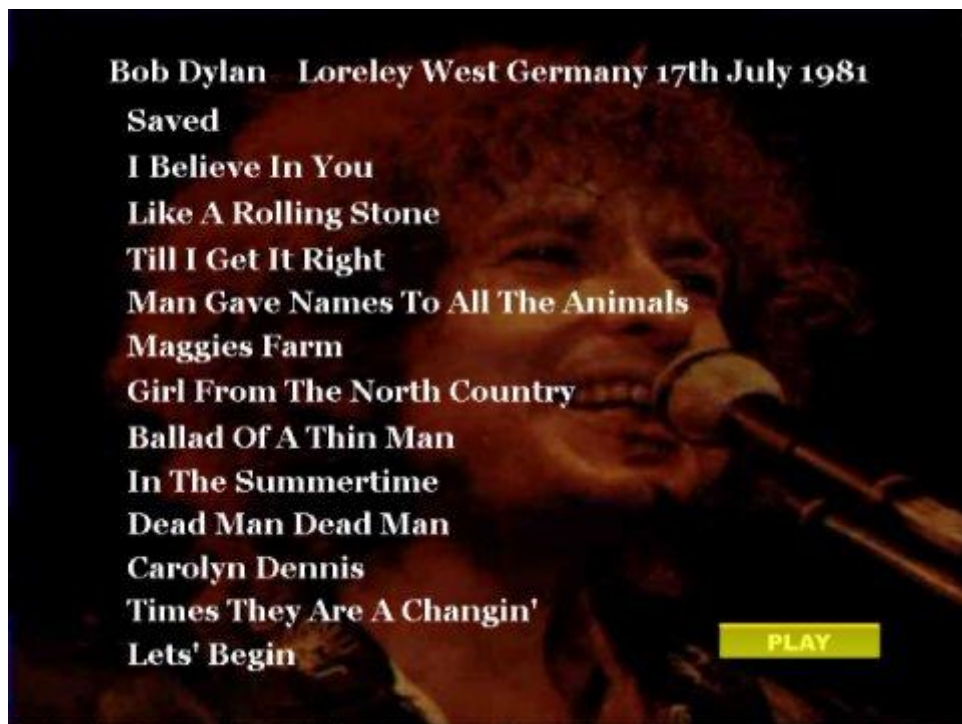 Bob Dylan Loreley West Germany 17th July 1981
Saved
I Believe In You
Like A Rolling Stone
Till I Get It Right
Man Gave Names To All The Animals
Maggies Farm
Girl From The North Country
Ballad Of A Thin Man
In The Summertime
Dead Man Dead Man
Carolyn Dennis
Times They Are A Changin'
Lets' Begin
PLAY